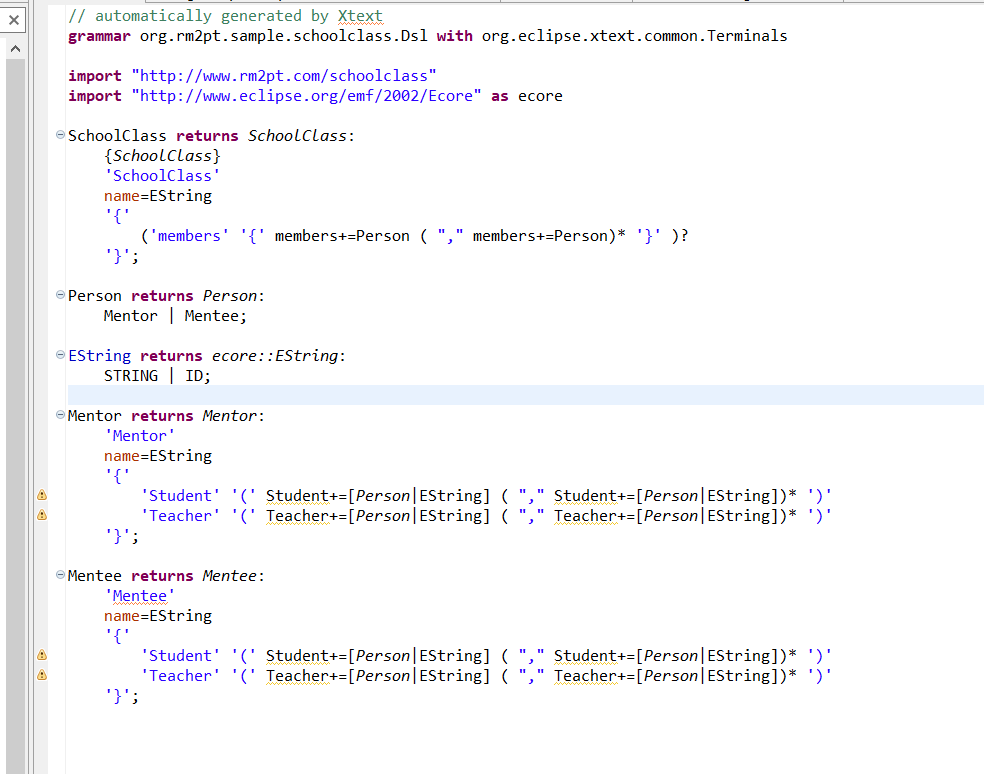 // automatically generated by Xtext
grammar org.rm2pt.sample.schoolclass.Dsl with org.eclipse.xtext.common.Terminals
import "http://www.rm2pt.com/schoolclass"
import "http://www.eclipse.org/emf/2002/Ecore" as ecore
SchoolClass returns SchoolClass:
{SchoolClass}
'SchoolClass'
name=EString
'{'
('members' '{' members+=Person ( "," members+=Person)* '}' )?
'}';
Person returns Person:
Mentor | Mentee;
EString returns ecore::EString:
STRING | ID;
Mentor returns Mentor:
'Mentor'
name=EString
'{'
'Student' '(' Student+=[Person|EString] ( "," Student+=[Person|EString])* ')'
'Teacher' '(' Teacher+=[Person|EString] ( "," Teacher+=[Person|EString])* ')'
'}';
Mentee returns Mentee:
'Mentee'
name=EString
'{'
'Student' '(' Student+=[Person|EString] ( "," Student+=[Person|EString])* ')'
'Teacher' '(' Teacher+=[Person|EString] ( "," Teacher+=[Person|EString])* ')'
'}';